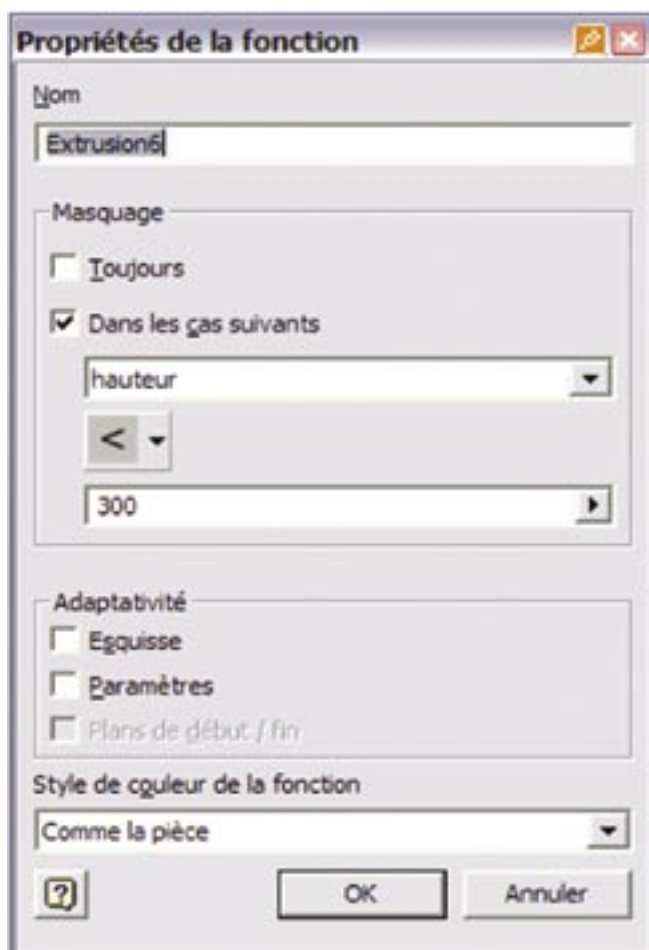 Propriétés de la fonction
Nom
Extrusion6
Masquage
Toujours
Dans les cas suivants
hauteur
<
300
Adaptativité
Esquisse
Paramètres
Plans de début / fin
Style de couleur de la fonction
Comme la pièce
?
OK Annuler